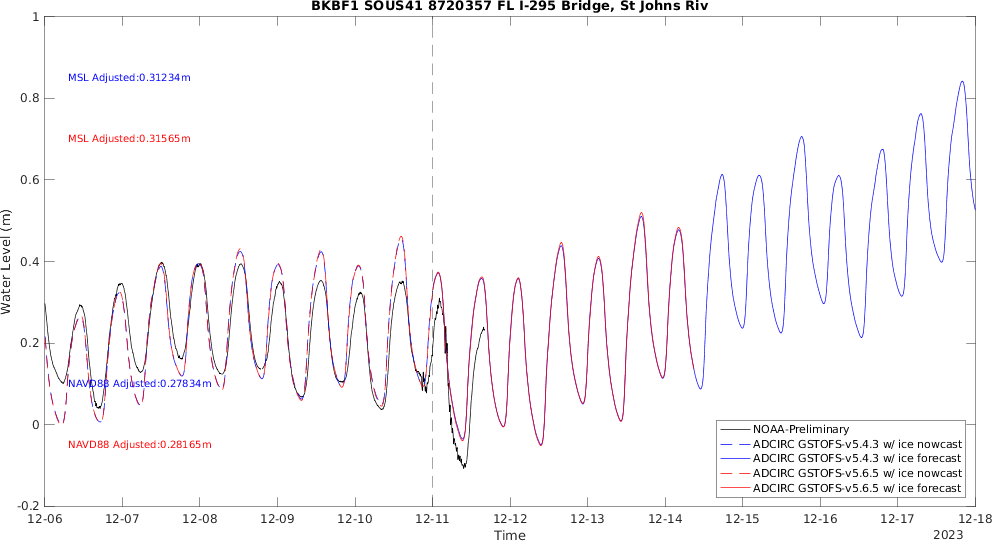 BKBF1 SOUS41 8720357 FL I-295 Bridge, St Johns Riv
1
0.8
0.6
0.4
0.2
0
-0.2
Water Level (m)
MSL Adjusted:0.31234m
MSL Adjusted:0.31565m
NAVD88 Adjusted:0.27834m
NAVD88 Adjusted:0.28165m
NOAA-Preliminary
ADCIRC GSTOFS-v5.4.3 w/ ice nowcast
ADCIRC GSTOFS-v5.4.3 w/ ice forecast
ADCIRC GSTOFS-v5.6.5 w/ ice nowcast
ADCIRC GSTOFS-v5.6.5 w/ ice forecast
12-06 12-07 12-08 12-09 12-10 12-11 12-12 12-13 12-14 12-15 12-16 12-17 12-18
Time
2023